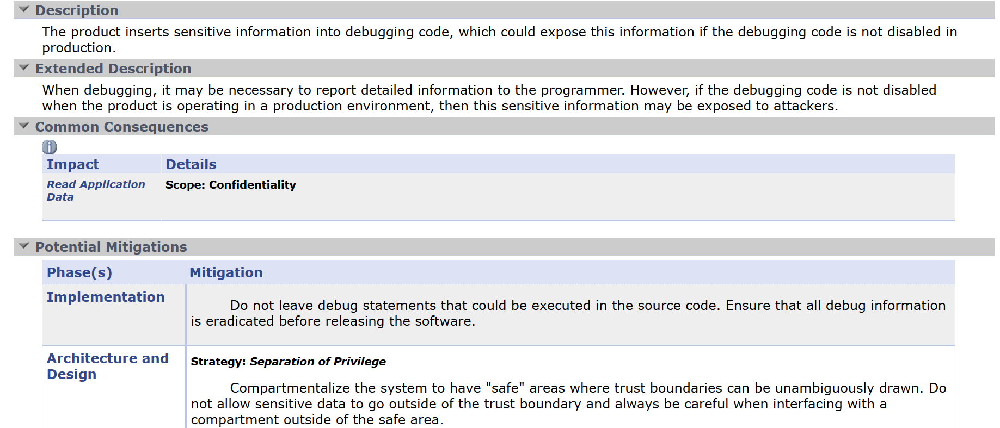 Description
The product inserts sensitive information into debugging code, which could expose this information if the debugging code is not disabled in
production.
Extended Description
When debugging, it may be necessary to report detailed information to the programmer. However, if the debugging code is not disabled
when the product is operating in a production environment, then this sensitive information may be exposed to attackers.
Common Consequences
i
Impact Details
Read Application Scope: Confidentiality
Data
Potential Mitigations
Phase(s) Mitigation
Implementation
Do not leave debug statements that could be executed in the source code. Ensure that all debug information
is eradicated before releasing the software.
Architecture and
Design
Strategy: Separation of Privilege
Compartmentalize the system to have "safe" areas where trust boundaries can be unambiguously drawn. Do
not allow sensitive data to go outside of the trust boundary and always be careful when interfacing with a
compartment outside of the safe area.